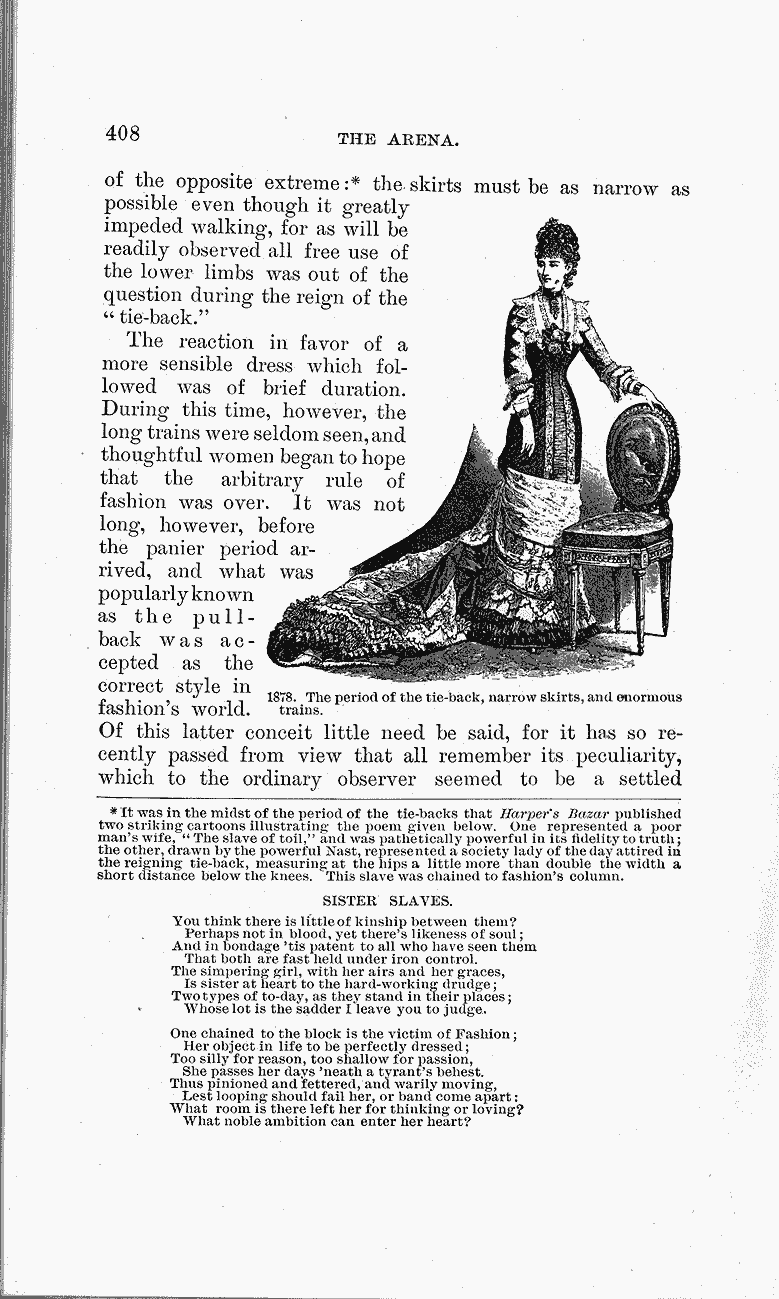 408
THE ARENA.
of the opposite extreme:* the skirts must be as narrow as
possible even though it greatly
impeded walking, for as will be
readily observed all free use of
the lower limbs was out of the
question during the reign of the
“ tie-back.”
The reaction in favor of a
more sensible dress which fol-
lowed was of brief duration.
During this time, however, the
long trains were seldom seen, and
thoughtful women began to hope
that the arbitrary rule of
fashion was over. It was not
long, however, before
the panier period ar-
rived, and what was
popularly known
as the pull-
back was ac-
cepted as the
correct style in
fashion’s world.
1878. The period of the tie-back, narrow skirts, and enormous
trains.
Of this latter conceit little need be said, for it has so re-
cently passed from view that all remember its peculiarity,
which to the ordinary observer seemed to be a settled
* It was in the midst of the period of the tie-backs that Harper's Bazar published
two striking cartoons illustrating the poem given below. One represented a poor
man’s wife, “ The slave of toil,” and was pathetically powerful in its fidelity to truth;
the other, drawn by the powerful Nast, represented a society lady of the day attired in
the reigning tie-back, measuring at the hips a little more than double the width a
short distance below the knees. This slave was chained to fashion’s column.
SISTER SLAVES.
You think there is little of kinship between them?
Perhaps not in blood, yet there’s likeness of soul;
And in bondage ’tis patent to all who have seen them
That both are fast held under iron control.
The simpering girl, with her airs and her graces,
Is sister at heart to the hard-working drudge;
Two types of to-day, as they stand in their places;
Whose lot is the sadder I leave you to judge.
One chained to the block is the victim of Fashion;
Her object in life to be perfectly dressed;
Too silly for reason, too shallow for passion,
She passes her days ’neath a tyrant’s behest.
Thus pinioned and fettered, and warily moving,
Lest looping should fail her, or band come apart:
What room is there left her for thinking or loving?
What noble ambition can enter her heart?